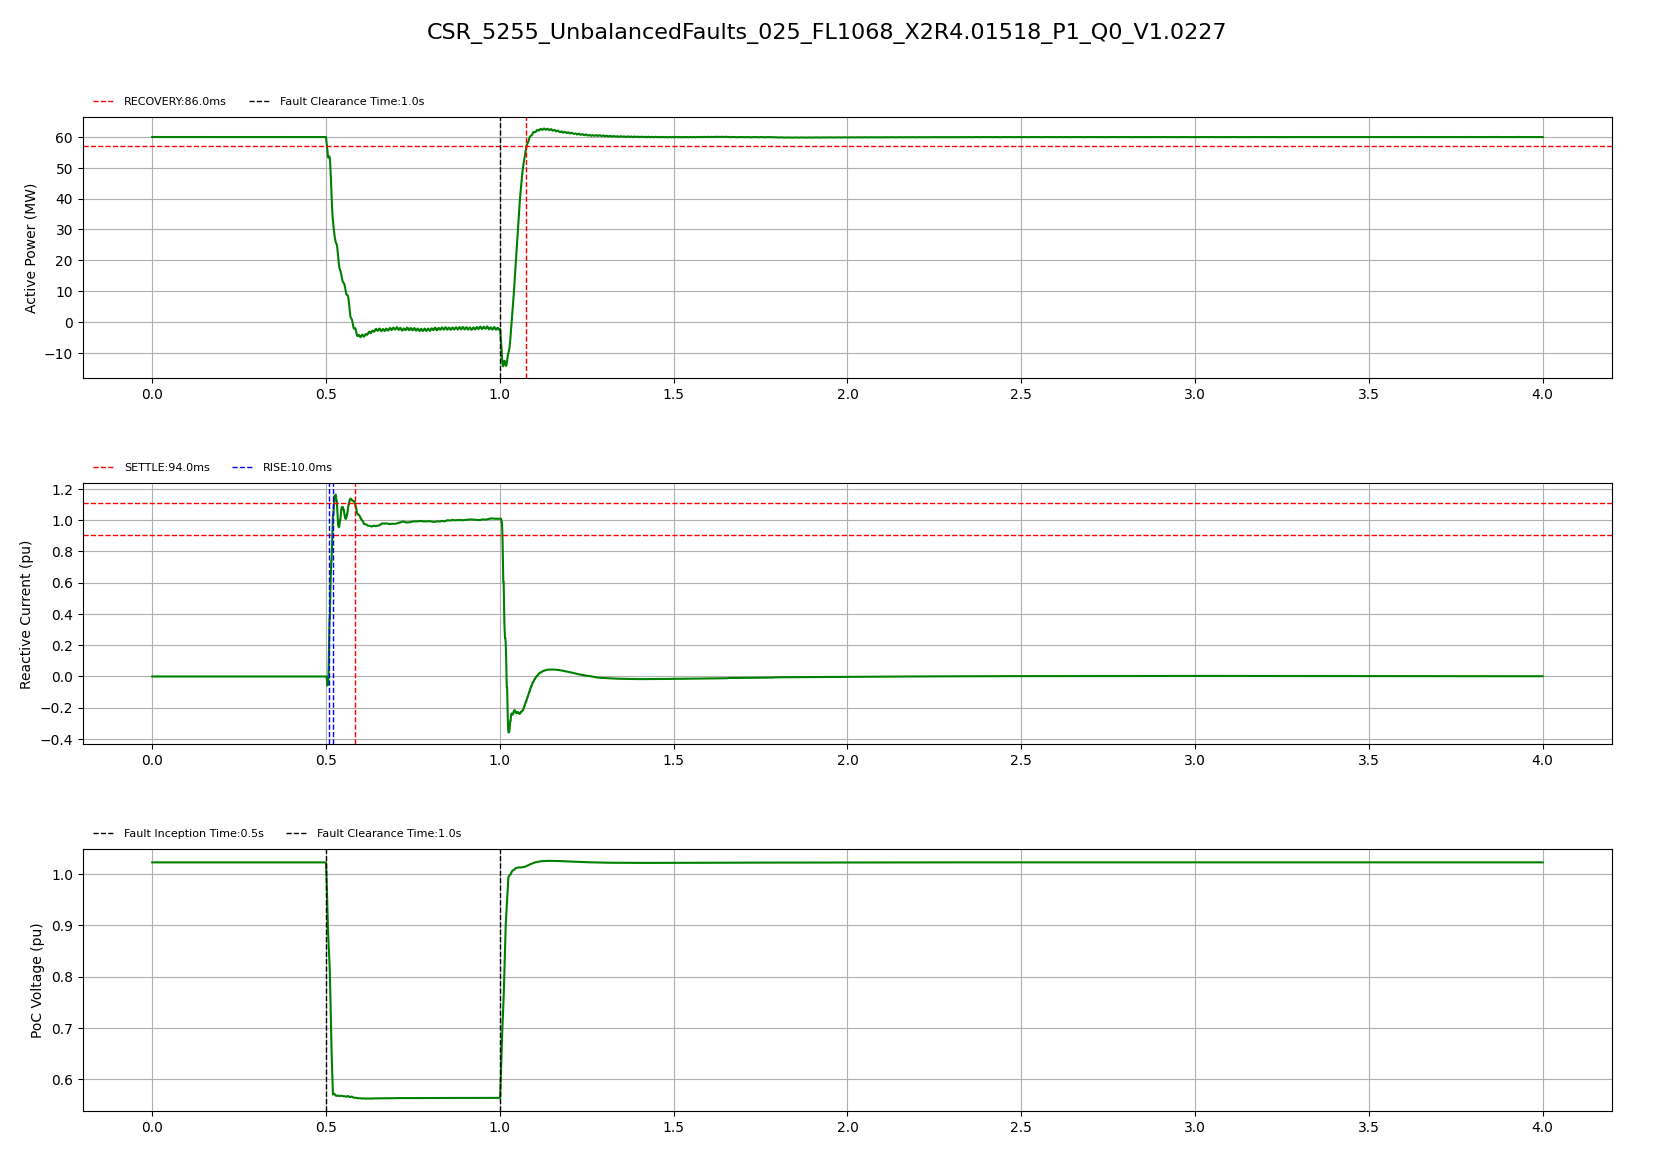 CSR_5255_UnbalancedFaults_025_FL1068_X2R4.01518_P1_Q0_V1.0227
RECOVERY:86.0ms Fault Clearance Time:1.0s
Active Power (MW)
60
50
40
30
20
10
0
−10
0.0 0.5 1.0 1.5 2.0 2.5 3.0 3.5 4.0
SETTLE:94.0ms RISE:10.0ms
Reactive Current (pu)
1.2
1.0
0.8
0.6
0.4
0.2
0.0
−0.2
−0.4
0.0 0.5 1.0 1.5 2.0 2.5 3.0 3.5 4.0
Fault Inception Time:0.5s Fault Clearance Time:1.0s
PoC Voltage (pu)
1.0
0.9
0.8
0.7
0.6
0.0 0.5 1.0 1.5 2.0 2.5 3.0 3.5 4.0